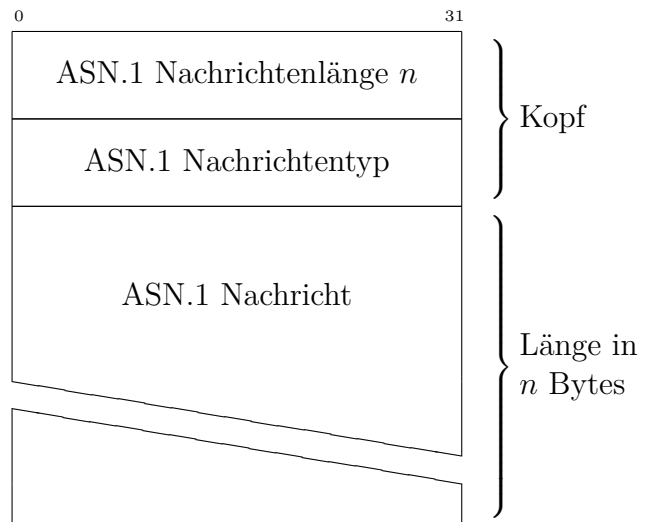 0 31
ASN.1 Nachrichtenlänge n
Kopf
ASN.1 Nachrichtentyp
ASN.1 Nachricht
Länge in
n Bytes